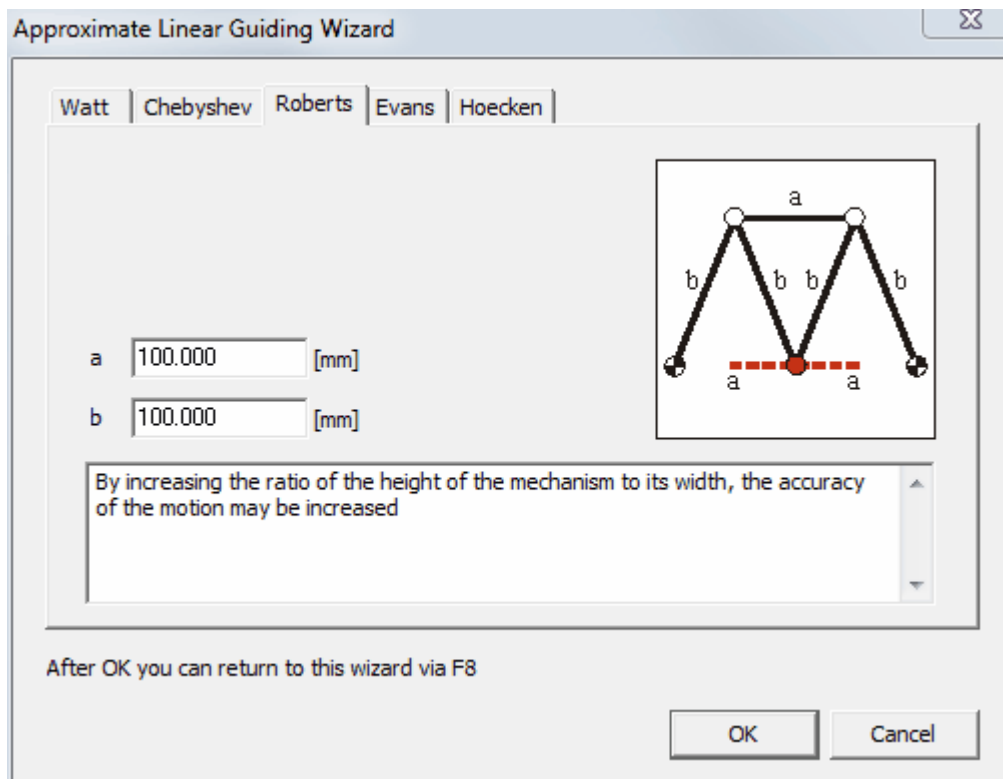 Approximate Linear Guiding Wizard
Watt Chebyshev Roberts Evans Hoecken
a
b b b b
a a
a 100.000 [mm]
b 100.000 [mm]
By increasing the ratio of the height of the mechanism to its width, the accuracy
of the motion may be increased
After OK you can return to this wizard via F8
OK Cancel